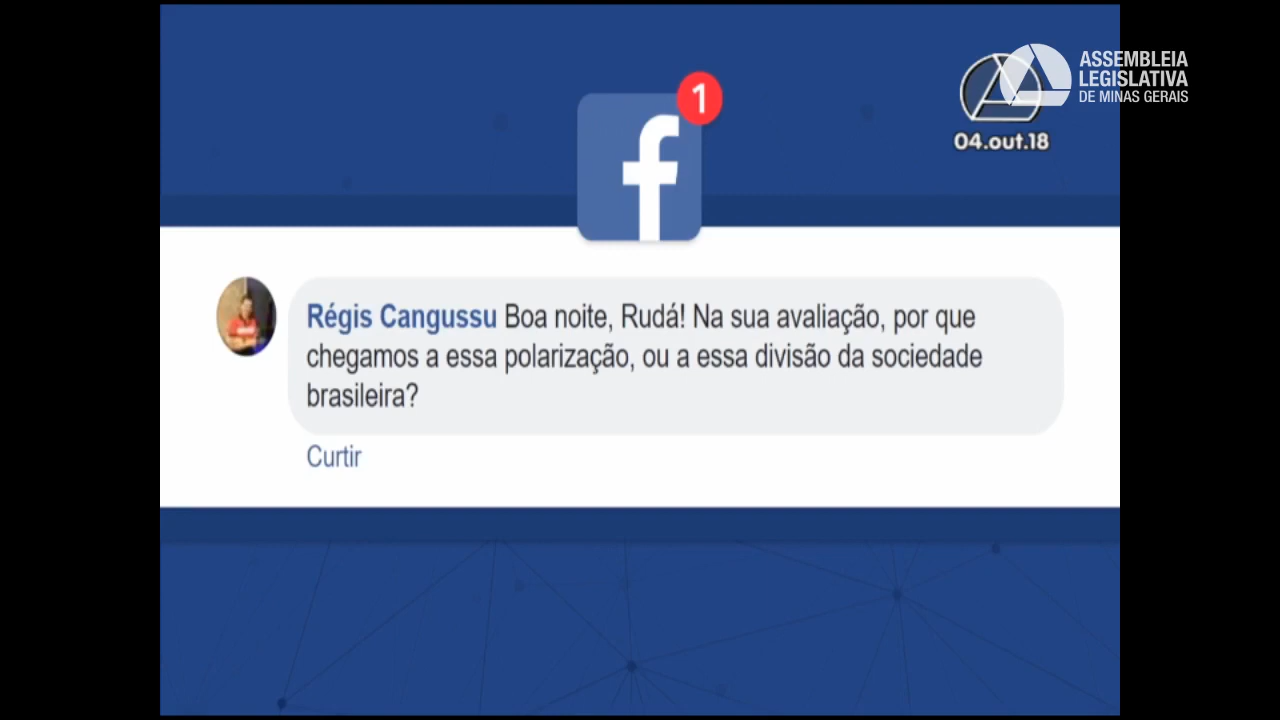 ASSEMBLEIA
LEGISLATIVA
DE MINAS GERAIS
04.out.18
1
f
Régis Cangussu Boa noite, Rudá! Na sua avaliação, por que
chegamos a essa polarização, ou a essa divisão da sociedade
brasileira?
Curtir